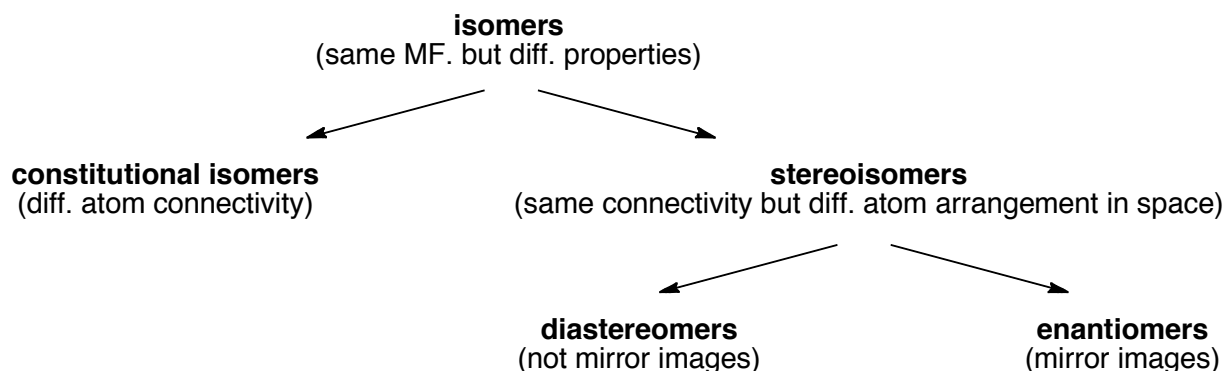 isomers
(same MF. but diff. properties)
constitutional isomers
(diff. atom connectivity)
stereoisomers
(same connectivity but diff. atom arrangement in space)
diastereomers
(not mirror images)
enantiomers
(mirror images)